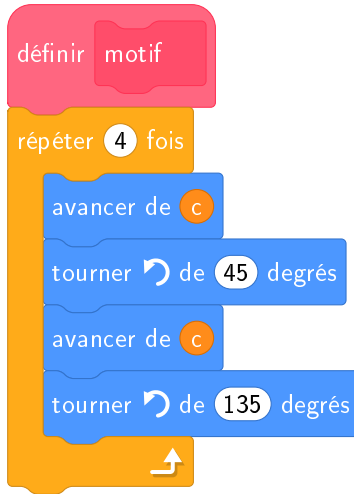 définir motif
répéter 4 fois
avancer de c
tourner de 45 degrés
avancer de c
tourner de 135 degrés